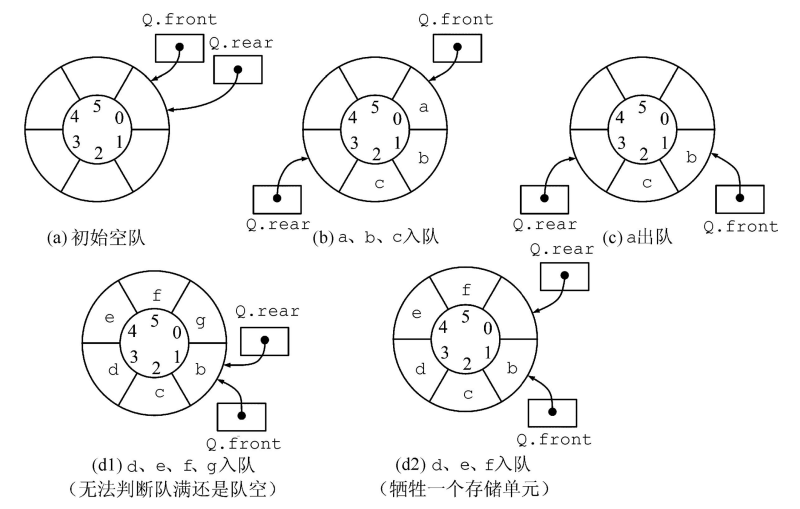 Q.front
Q.rear
4 5 0
3 2 1
(a) 初始空队
Q.front
a
4 5 0
3 2 1
b
c
Q.rear
(b) a、b、c入队
4 5 0
3 2 1
b
c
Q.rear
Q.front
(c) a出队
f
e
g
4 5 0
3 2 1
d
b
c
Q.rear
Q.front
(d1) d、e、f、g入队
（无法判断队满还是队空）
Q.rear
f
e
4 5 0
3 2 1
d
b
c
Q.front
(d2) d、e、f入队
（牺牲一个存储单元）